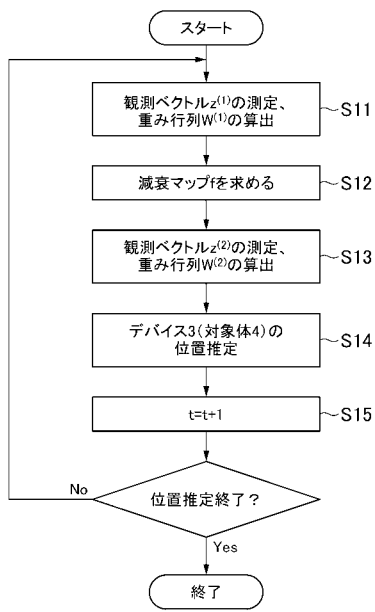 スタート
観測ベクトルz(1)の測定、
重み行列W(1)の算出
S11
減衰マップfを求める
S12
観測ベクトルz(2)の測定、
重み行列W(2)の算出
S13
デバイス3(対象体4)の
位置推定
S14
t=t+1
S15
No
位置推定終了?
Yes
終了